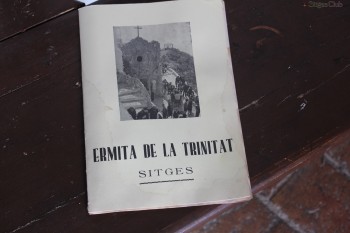 ERMITA DE LA TRINITAT
SITGES